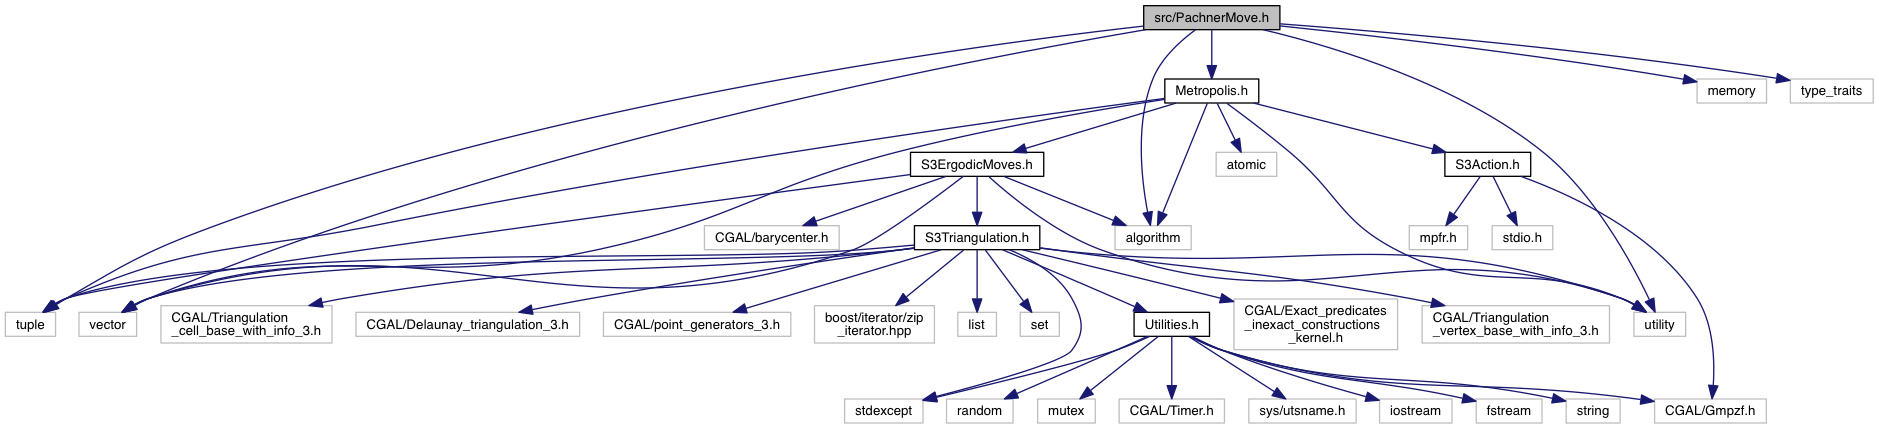 src/PachnerMove.h
Metropolis.h
memory
type_traits
S3ErgodicMoves.h
atomic
S3Action.h
CGAL/barycenter.h
S3Triangulation.h
algorithm
mpfr.h
stdio.h
tuple
vector
CGAL/Triangulation
_cell_base_with_info_3.h
CGAL/Delaunay_triangulation_3.h
CGAL/point_generators_3.h
boost/iterator/zip
_iterator.hpp
list
set
Utilities.h
CGAL/Exact_predicates
_inexact_constructions
_kernel.h
CGAL/Triangulation
_vertex_base_with_info_3.h
utility
stdexcept
random
mutex
CGAL/Timer.h
sys/utsname.h
iostream
fstream
string
CGAL/Gmpzf.h